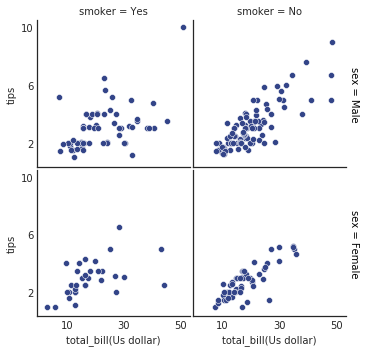 smoker = Yes
smoker = No
10
6
2
tips
sex = Male
10
6
2
tips
sex = Female
10
30
50
10
30
50
total_bill(Us dollar)
total_bill(Us dollar)